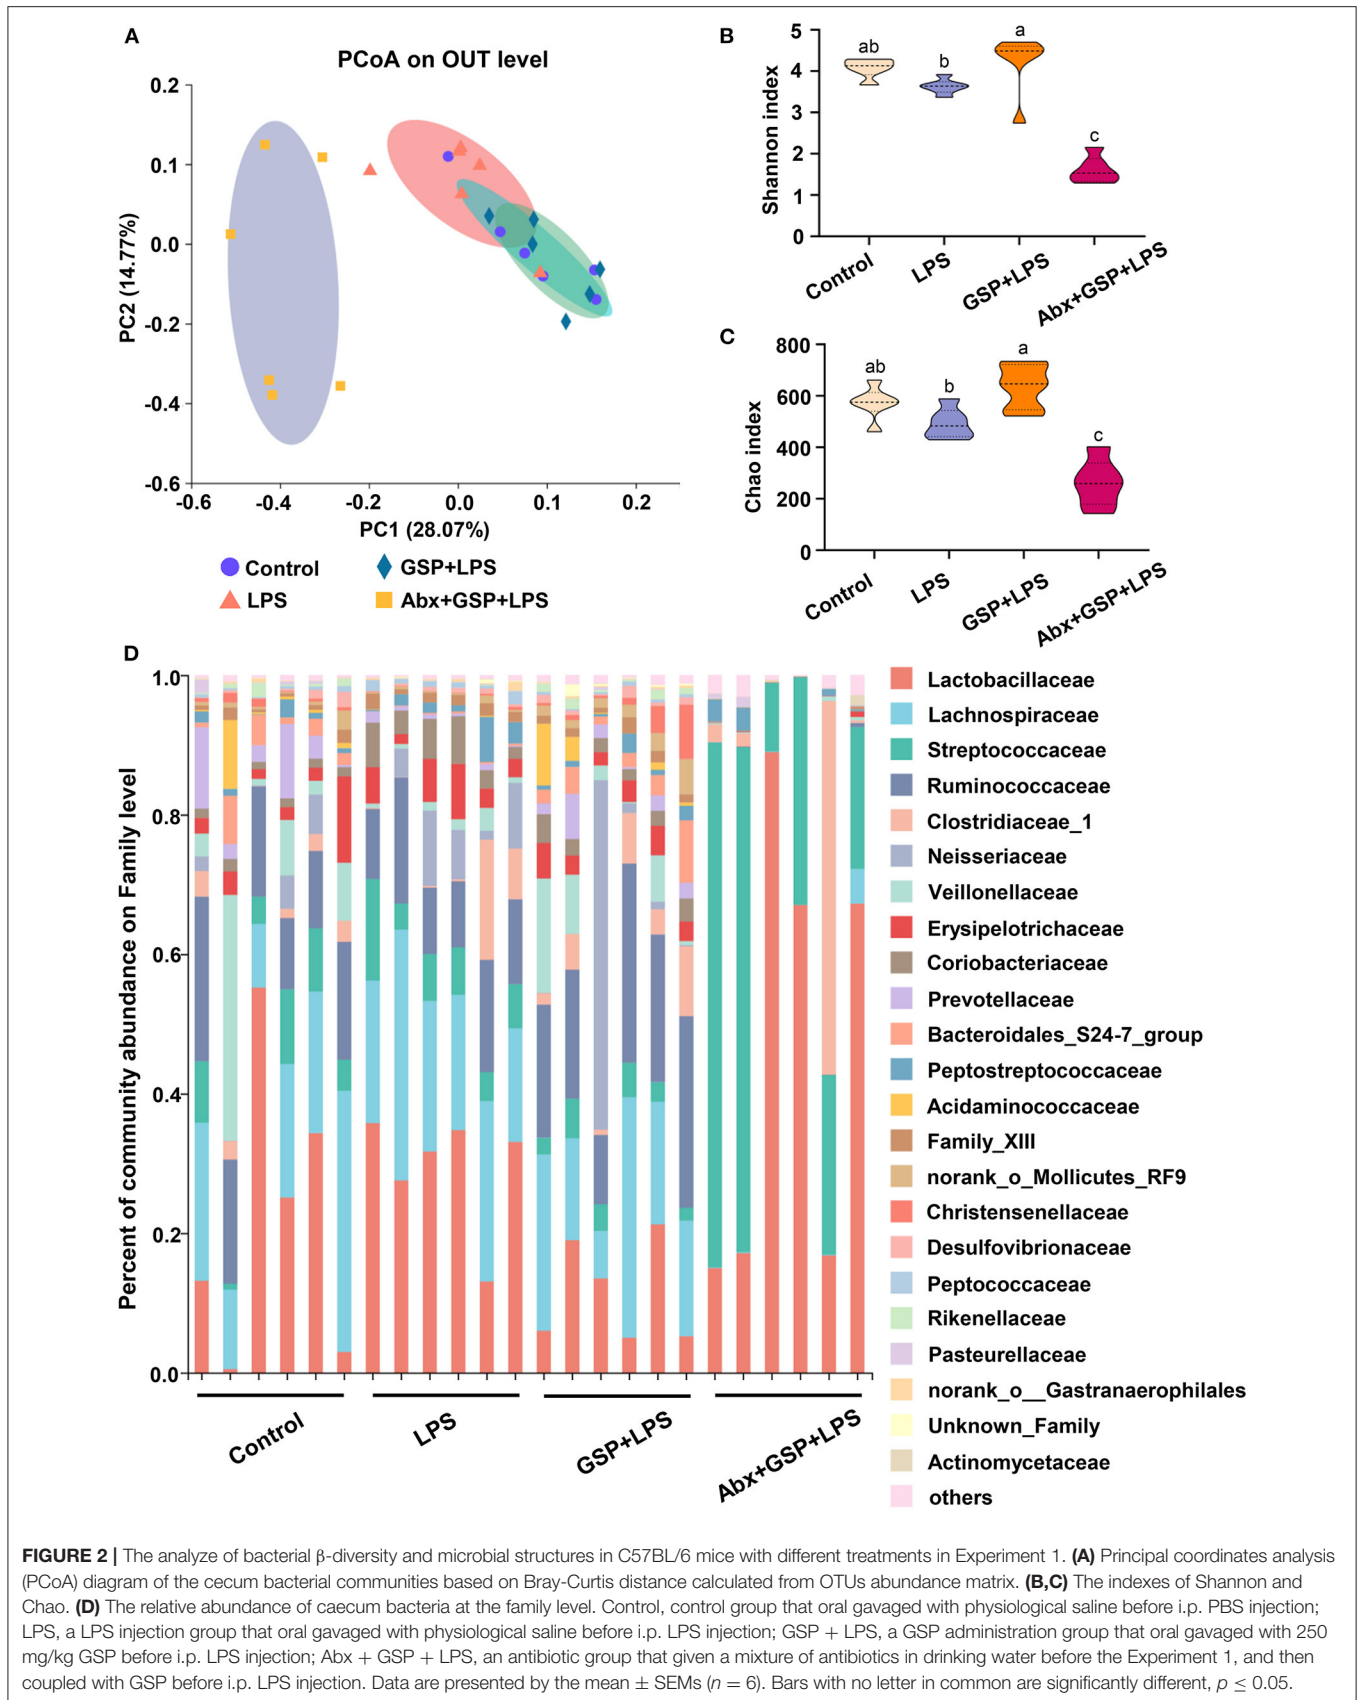 A
PCoA on OUT level
0.2
0.1
0.0
-0.2
-0.4
-0.6
PC2 (14.77%)
-0.6
-0.4
-0.2
0.0
0.1
0.2
PC1 (28.07%)
Control
GSP+LPS
LPS
Abx+GSP+LPS
B
5
4
3
2
1
0
Shannon index
ab
b
a
c
Control
LPS
GSP+LPS
Abx+GSP+LPS
C
800
600
400
200
0
Chao index
ab
b
a
c
Control
LPS
GSP+LPS
Abx+GSP+LPS
D
1.0
0.8
0.6
0.4
0.2
0.0
Percent of community abundance on Family level
Control
LPS
GSP+LPS
Abx+GSP+LPS
Lactobacillaceae
Lachnospiraceae
Streptococcaceae
Ruminococcaceae
Clostridiaceae_1
Neisseriaceae
Veillonellaceae
Erysipelotrichaceae
Coriobacteriaceae
Prevotellaceae
Bacteroidales_S24-7_group
Peptostreptococcaceae
Acidaminococcaceae
Family_XIII
norank_o_Mollicutes_RF9
Christensenellaceae
Desulfovibrionaceae
Peptococcaceae
Rikenellaceae
Pasteurellaceae
norank_o__Gastranaerophilales
Unknown_Family
Actinomycetaceae
others
FIGURE 2 | The analyze of bacterial β-diversity and microbial structures in C57BL/6 mice with different treatments in Experiment 1. (A) Principal coordinates analysis
(PCoA) diagram of the cecum bacterial communities based on Bray-Curtis distance calculated from OTUs abundance matrix. (B,C) The indexes of Shannon and
Chao. (D) The relative abundance of caecum bacteria at the family level. Control, control group that oral gavaged with physiological saline before i.p. PBS injection;
LPS, a LPS injection group that oral gavaged with physiological saline before i.p. LPS injection; GSP + LPS, a GSP administration group that oral gavaged with 250
mg/kg GSP before i.p. LPS injection; Abx + GSP + LPS, an antibiotic group that given a mixture of antibiotics in drinking water before the Experiment 1, and then
coupled with GSP before i.p. LPS injection. Data are presented by the mean ± SEMs (n = 6). Bars with no letter in common are significantly different, p ≤ 0.05.